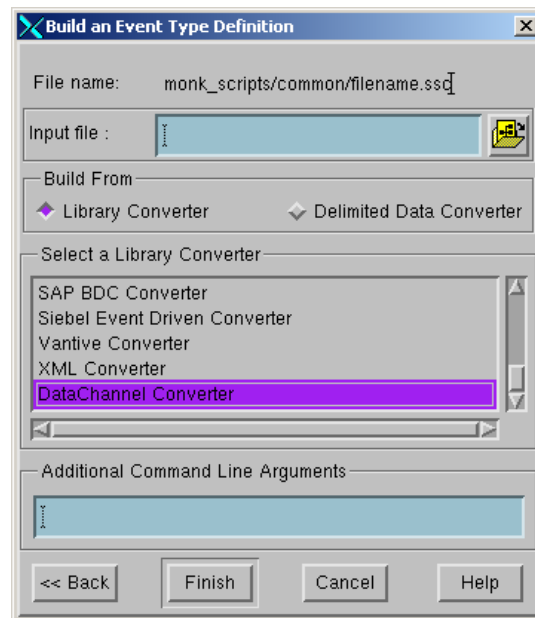 Build an Event Type Definition
File name: monk_scripts/common/filename.ssc
Input file :
Build From
Library Converter Delimited Data Converter
Select a Library Converter
SAP BDC Converter
Siebel Event Driven Converter
Vantive Converter
XML Converter
DataChannel Converter
Additional Command Line Arguments
<< Back Finish Cancel Help